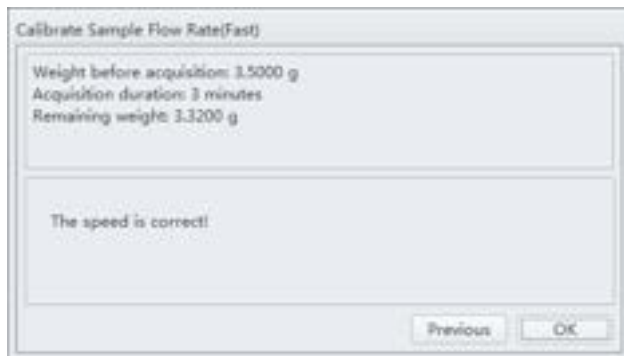 Calibrate Sample Flow Rate(Fast)
Weight before acquisition: 3.5000 g
Acquisition duration: 3 minutes
Remaining weight: 3.3200 g
The speed is correct!
Previous
OK